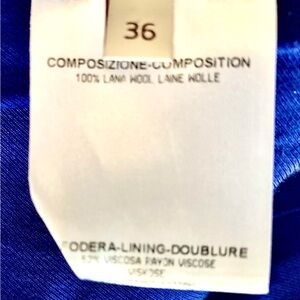 36
COMPOSIZIONE-COMPOSITION
100% LANA WOOL LAINE WOLLE
FODERA-LINING-DOUBLURE
VISCOSA RAYON VISCOSE
VISKOSE